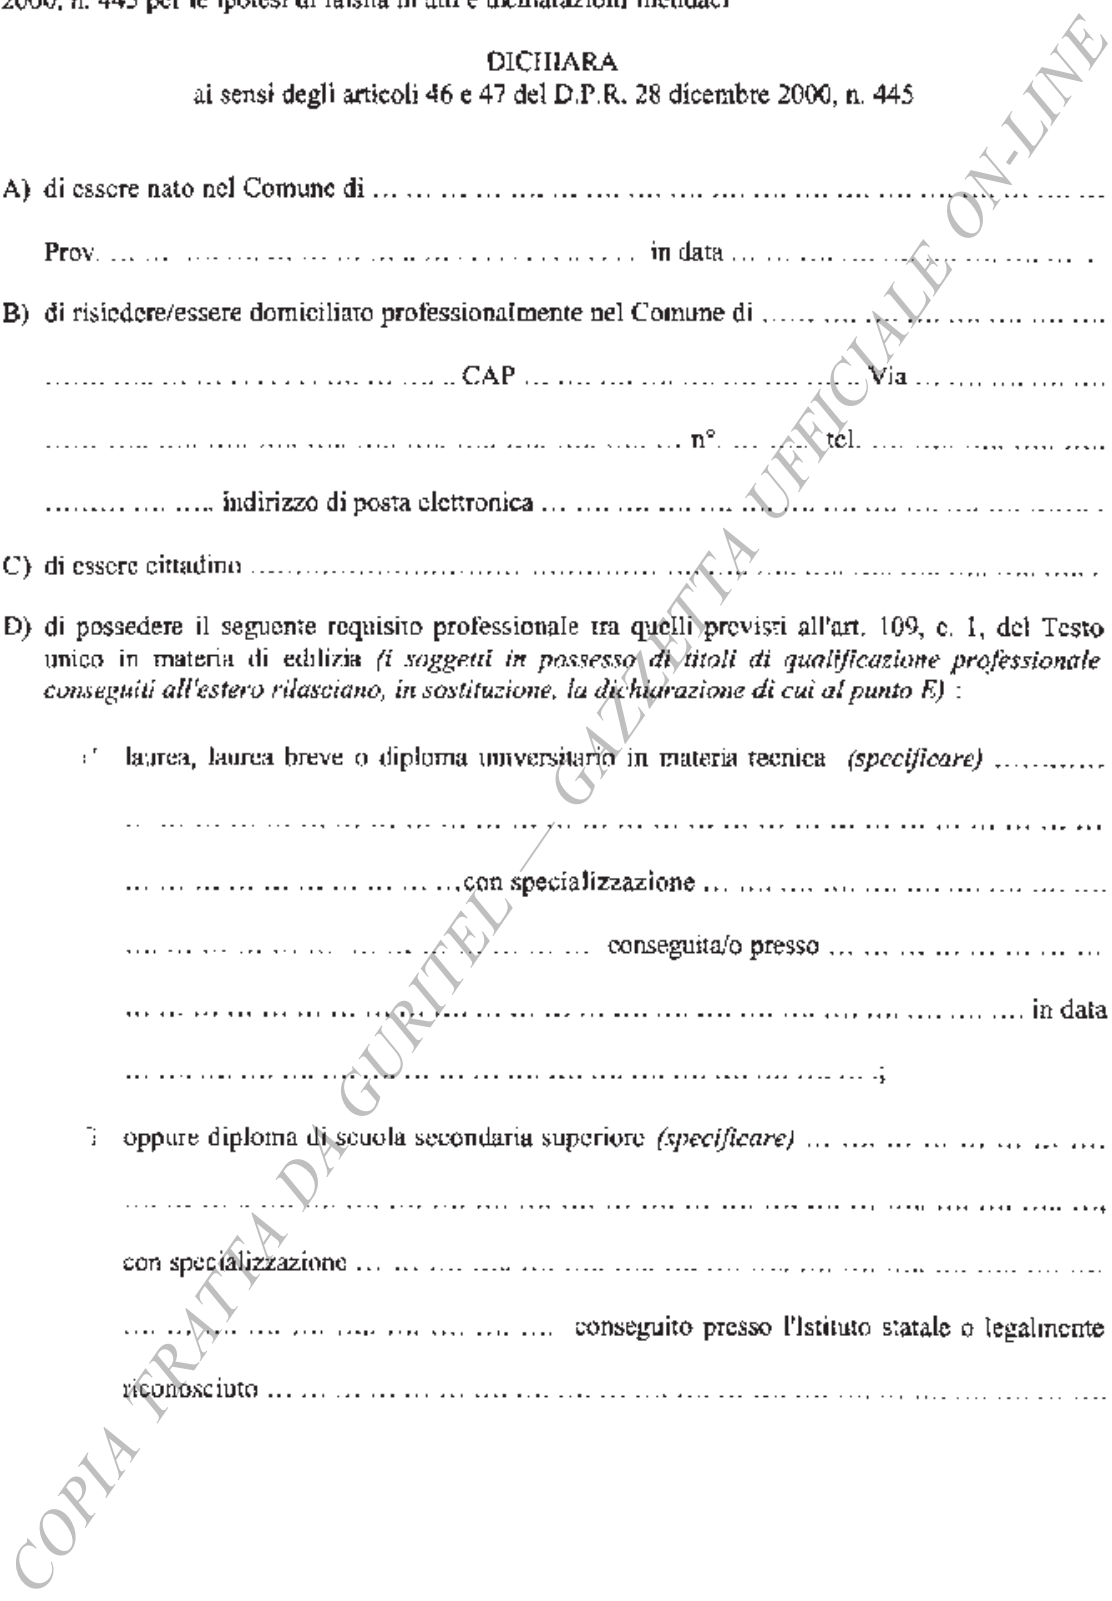 2000, n. 445 per le ipotesi di falsità in atti e dichiarazioni mendaci
DICHIARA
ai sensi degli articoli 46 e 47 del D.P.R. 28 dicembre 2000, n. 445
A) di essere nato nel Comune di ... ... ... ... ... ... ... ... ... ... ... ...
Prov. ... ... ... ... ... ... ... ... ... ... in data ... ... ... ... ... ... ...
B) di risiedere/essere domiciliato professionalmente nel Comune di ... ... ... ... ... ... ...
... ... ... ... ... ... ... ... CAP ... ... ... ... ... ... ... Via ... ... ... ...
... ... ... ... ... ... ... ... ... ... ... ... n°. ... ... tel. ... ... ... ... ...
... ... ... indirizzo di posta elettronica ... ... ... ... ... ... ... ... ... ... ...
C) di essere cittadino ... ... ... ... ... ... ... ... ... ... ... ... ... ...
D) di possedere il seguente requisito professionale tra quelli previsti all'art. 109, c. 1, del Testo
unico in materia di edilizia (i soggetti in possesso di titoli di qualificazione professionale
conseguiti all'estero rilasciano, in sostituzione, la dichiarazione di cui al punto E) :
laurea, laurea breve o diploma universitario in materia tecnica (specificare) ............
... ... ... ... ... ... ... ... ... ... ... ... ... ... ... ... ... ...
... ... ... ... ... ... ... ...,con specializzazione ... ... ... ... ... ... ... ...
... ... ... ... ... ... ... ... ... conseguita/o presso ... ... ... ... ... ... ...
... ... ... ... ... ... ... ... ... ... ... ... ... ... ... ... ... in data
... ... ... ... ... ... ... ... ... ... ... ... ... ... ;
oppure diploma di scuola secondaria superiore (specificare) ... ... ... ... ... ... ... ...
... ... ... ... ... ... ... ... ... ... ... ... ... ... ... ... ... ...,
con specializzazione ... ... ... ... ... ... ... ... ... ... ... ... ... ...
... ... ... ... ... ... ... ... ... conseguito presso l'Istituto statale o legalmente
riconosciuto ... ... ... ... ... ... ... ... ... ... ... ... ... ... ...
COPIA TRATTA DA GURITEL — GAZZETTA UFFICIALE ON-LINE